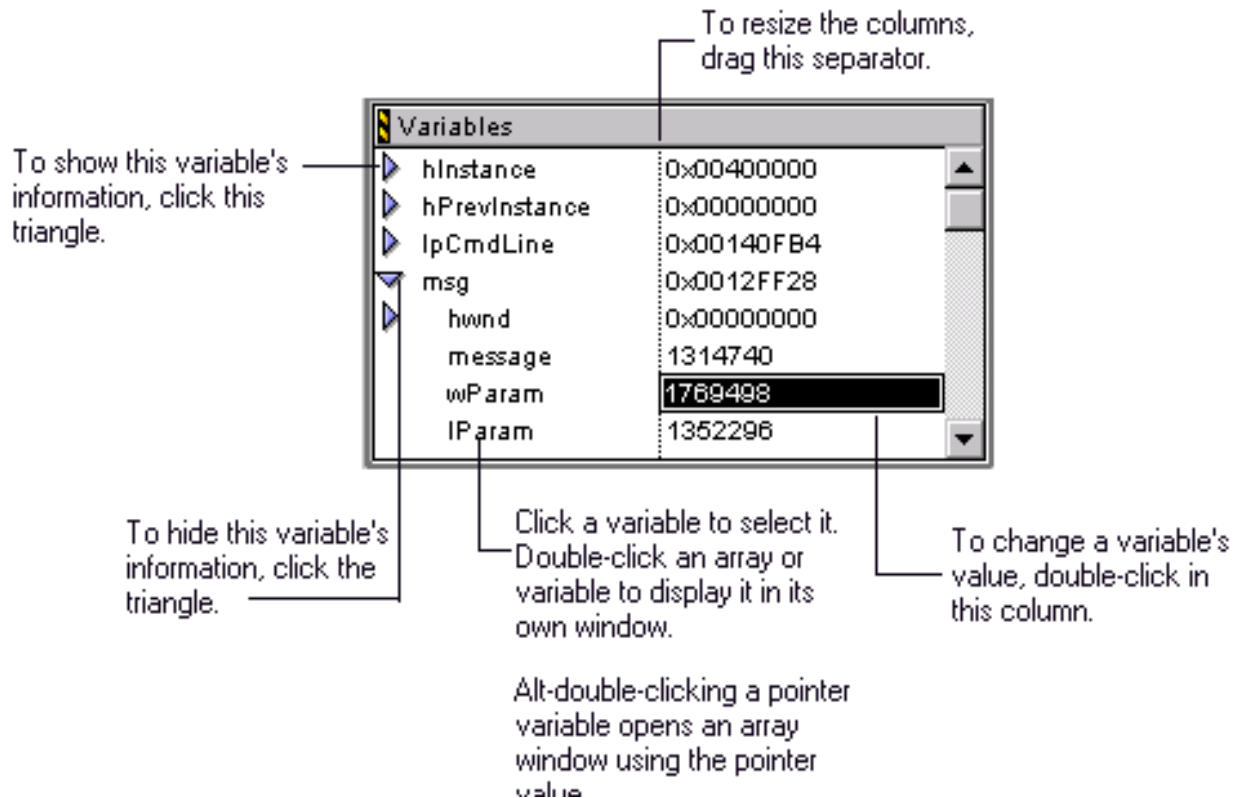 To resize the columns,
drag this separator.
Variables
To show this variable's
information, click this
triangle.
hInstance 0x00400000
hPrevInstance 0x00000000
lpCmdLine 0x00140FB4
msg 0x0012FF28
hwnd 0x00000000
message 1314740
wParam 1769498
lParam 1352296
To hide this variable's
information, click the
triangle.
Click a variable to select it.
Double-click an array or
variable to display it in its
own window.
To change a variable's
value, double-click in
this column.
Alt-double-clicking a pointer
variable opens an array
window using the pointer
value